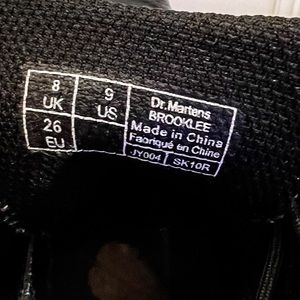 8
UK
9
US
26
EU
Dr.Martens
BROOKLEE
Made in China
Fabriqué en Chine
JY004
SK10R